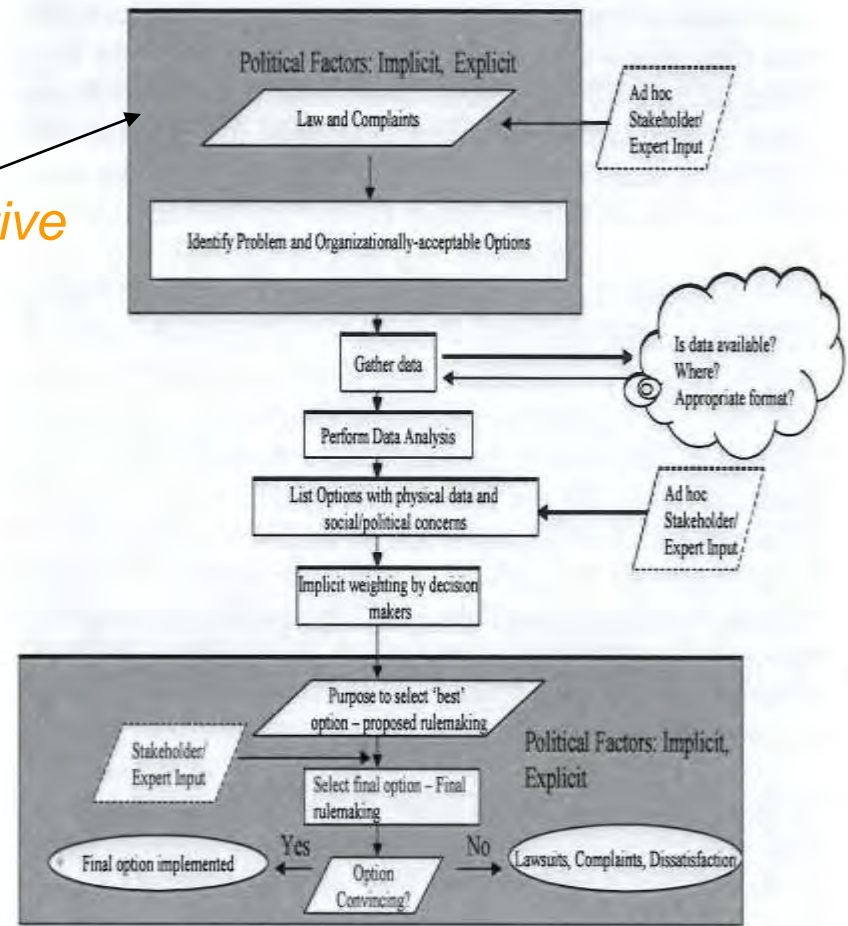 Political Factors: Implicit, Explicit
Law and Complaints
Ad hoc
Stakeholder/
Expert Input
Identify Problem and Organizationally-acceptable Options
Gather data
Is data available?
Where?
Appropriate format?
Perform Data Analysis
List Options with physical data and
social/political concerns
Ad hoc
Stakeholder/
Expert Input
Implicit weighting by decision
makers
Purpose to select 'best'
option – proposed rulemaking
Stakeholder/
Expert Input
Political Factors: Implicit,
Explicit
Select final option – Final
rulemaking
Yes
No
Final option implemented
Option
Convincing?
Lawsuits, Complaints, Dissatisfaction